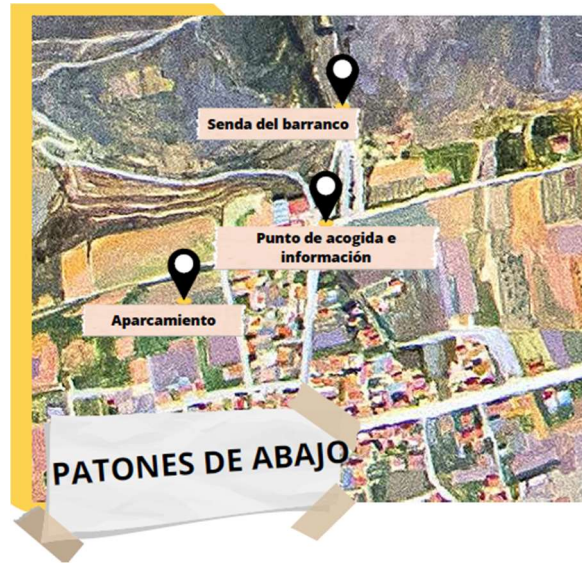 Senda del barranco
Punto de acogida e
información
Aparcamiento
PATONES DE ABAJO